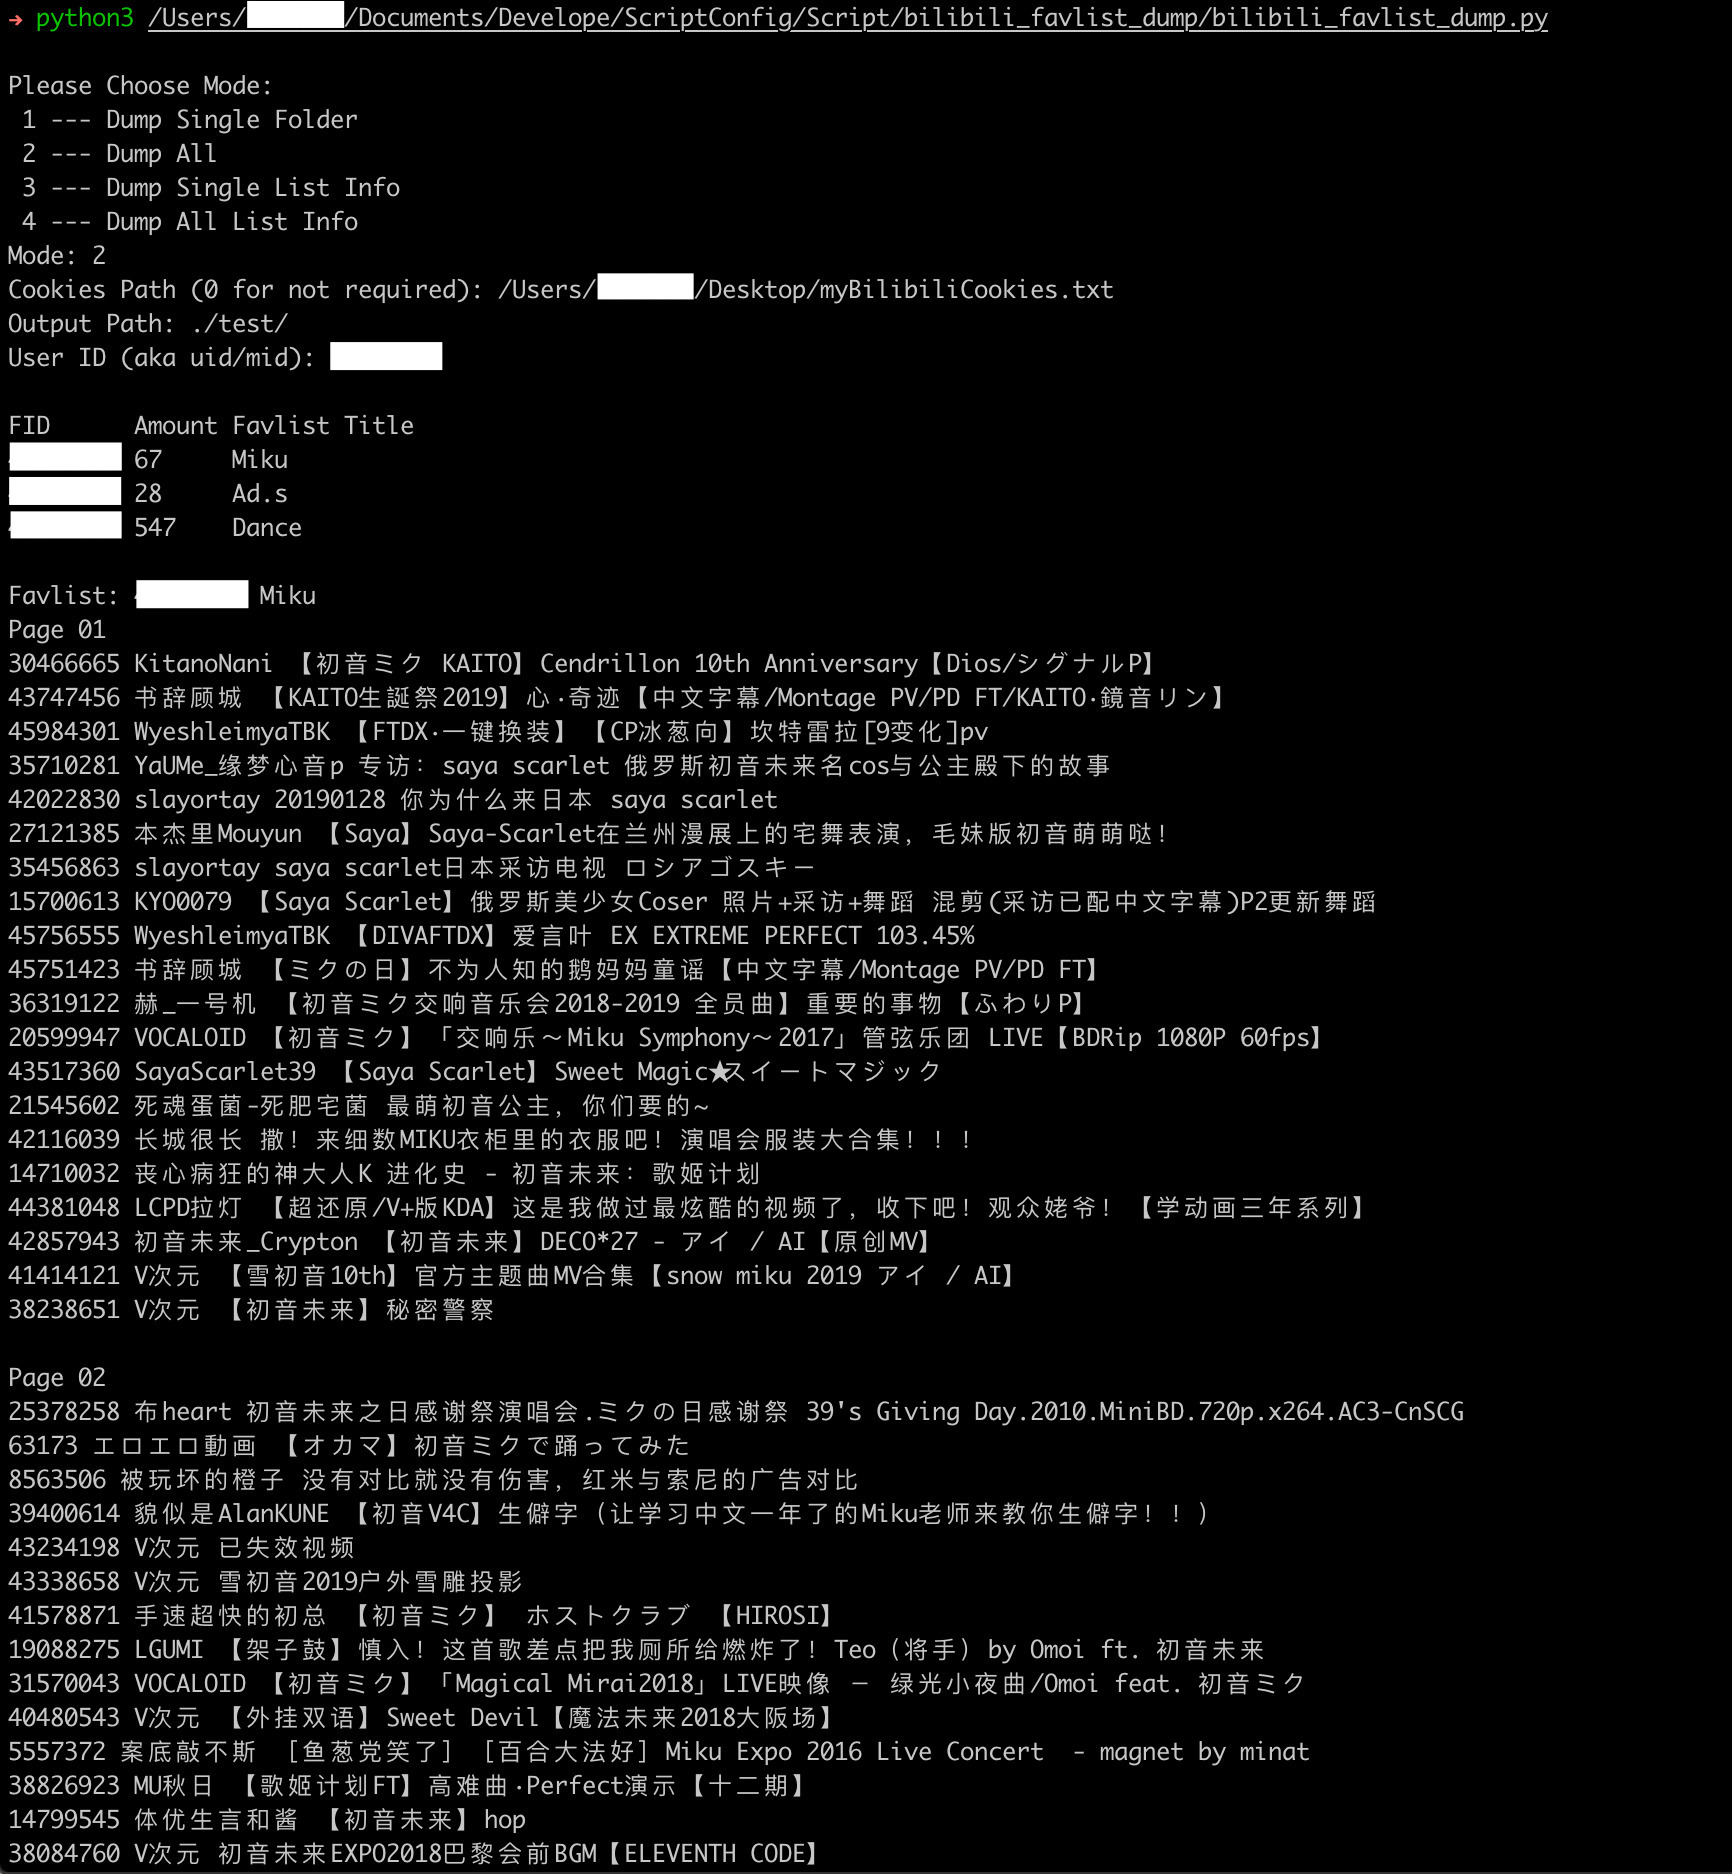 → python3 /Users//Documents/Develope/ScriptConfig/Script/bilibili_favlist_dump/bilibili_favlist_dump.py
Please Choose Mode:
1 --- Dump Single Folder
2 --- Dump All
3 --- Dump Single List Info
4 --- Dump All List Info
Mode: 2
Cookies Path (0 for not required): /Users//Desktop/myBilibiliCookies.txt
Output Path: ./test/
User ID (aka uid/mid):
FID Amount Favlist Title
67 Miku
28 Ad.s
547 Dance
Favlist: Miku
Page 01
30466665 KitanoNani 【初音ミク KAITO】Cendrillon 10th Anniversary【Dios/シグナルP】
43747456 书辞顾城 【KAITO生誕祭2019】心·奇迹【中文字幕/Montage PV/PD FT/KAITO·鏡音リン】
45984301 WyeshleimyaTBK 【FTDX·一键换装】【CP冰葱向】坎特雷拉[9变化]pv
35710281 YaUMe_缘梦心音p 专访：saya scarlet 俄罗斯初音未来名cos与公主殿下的故事
42022830 slayortay 20190128 你为什么来日本 saya scarlet
27121385 本杰里Mouyun 【Saya】Saya-Scarlet在兰州漫展上的宅舞表演，毛妹版初音萌萌哒！
35456863 slayortay saya scarlet日本采访电视 ロシアゴスキー
15700613 KYO0079 【Saya Scarlet】俄罗斯美少女Coser 照片+采访+舞蹈 混剪(采访已配中文字幕)P2更新舞蹈
45756555 WyeshleimyaTBK 【DIVAFTDX】爱言叶 EX EXTREME PERFECT 103.45%
45751423 书辞顾城 【ミクの日】不为人知的鹅妈妈童谣【中文字幕/Montage PV/PD FT】
36319122 赫_一号机 【初音ミク交响音乐会2018-2019 全员曲】重要的事物【ふわりP】
20599947 VOCALOID 【初音ミク】「交响乐～Miku Symphony～2017」管弦乐团 LIVE【BDRip 1080P 60fps】
43517360 SayaScarlet39 【Saya Scarlet】Sweet Magic★スイートマジック
21545602 死魂蛋菌-死肥宅菌 最萌初音公主，你们要的~
42116039 长城很长 撒！来细数MIKU衣柜里的衣服吧！演唱会服装大合集！！！
14710032 丧心病狂的神大人K 进化史 - 初音未来：歌姬计划
44381048 LCPD拉灯 【超还原/V+版KDA】这是我做过最炫酷的视频了，收下吧！观众姥爷！【学动画三年系列】
42857943 初音未来_Crypton 【初音未来】DECO*27 - アイ / AI【原创MV】
41414121 V次元 【雪初音10th】官方主题曲MV合集【snow miku 2019 アイ / AI】
38238651 V次元 【初音未来】秘密警察
Page 02
25378258 布heart 初音未来之日感谢祭演唱会.ミクの日感谢祭 39's Giving Day.2010.MiniBD.720p.x264.AC3-CnSCG
63173 エロエロ動画 【オカマ】初音ミクで踊ってみた
8563506 被玩坏的橙子 没有对比就没有伤害，红米与索尼的广告对比
39400614 貌似是AlanKUNE 【初音V4C】生僻字（让学习中文一年了的Miku老师来教你生僻字！！）
43234198 V次元 已失效视频
43338658 V次元 雪初音2019户外雪雕投影
41578871 手速超快的初总 【初音ミク】 ホストクラブ 【HIROSI】
19088275 LGUMI 【架子鼓】慎入！这首歌差点把我厕所给燃炸了！Teo（将手）by Omoi ft. 初音未来
31570043 VOCALOID 【初音ミク】「Magical Mirai2018」LIVE映像 － 绿光小夜曲/Omoi feat. 初音ミク
40480543 V次元 【外挂双语】Sweet Devil【魔法未来2018大阪场】
5557372 案底敲不斯 ［鱼葱党笑了］［百合大法好］Miku Expo 2016 Live Concert  - magnet by minat
38826923 MU秋日 【歌姬计划FT】高难曲·Perfect演示【十二期】
14799545 体优生言和酱 【初音未来】hop
38084760 V次元 初音未来EXPO2018巴黎会前BGM【ELEVENTH CODE】